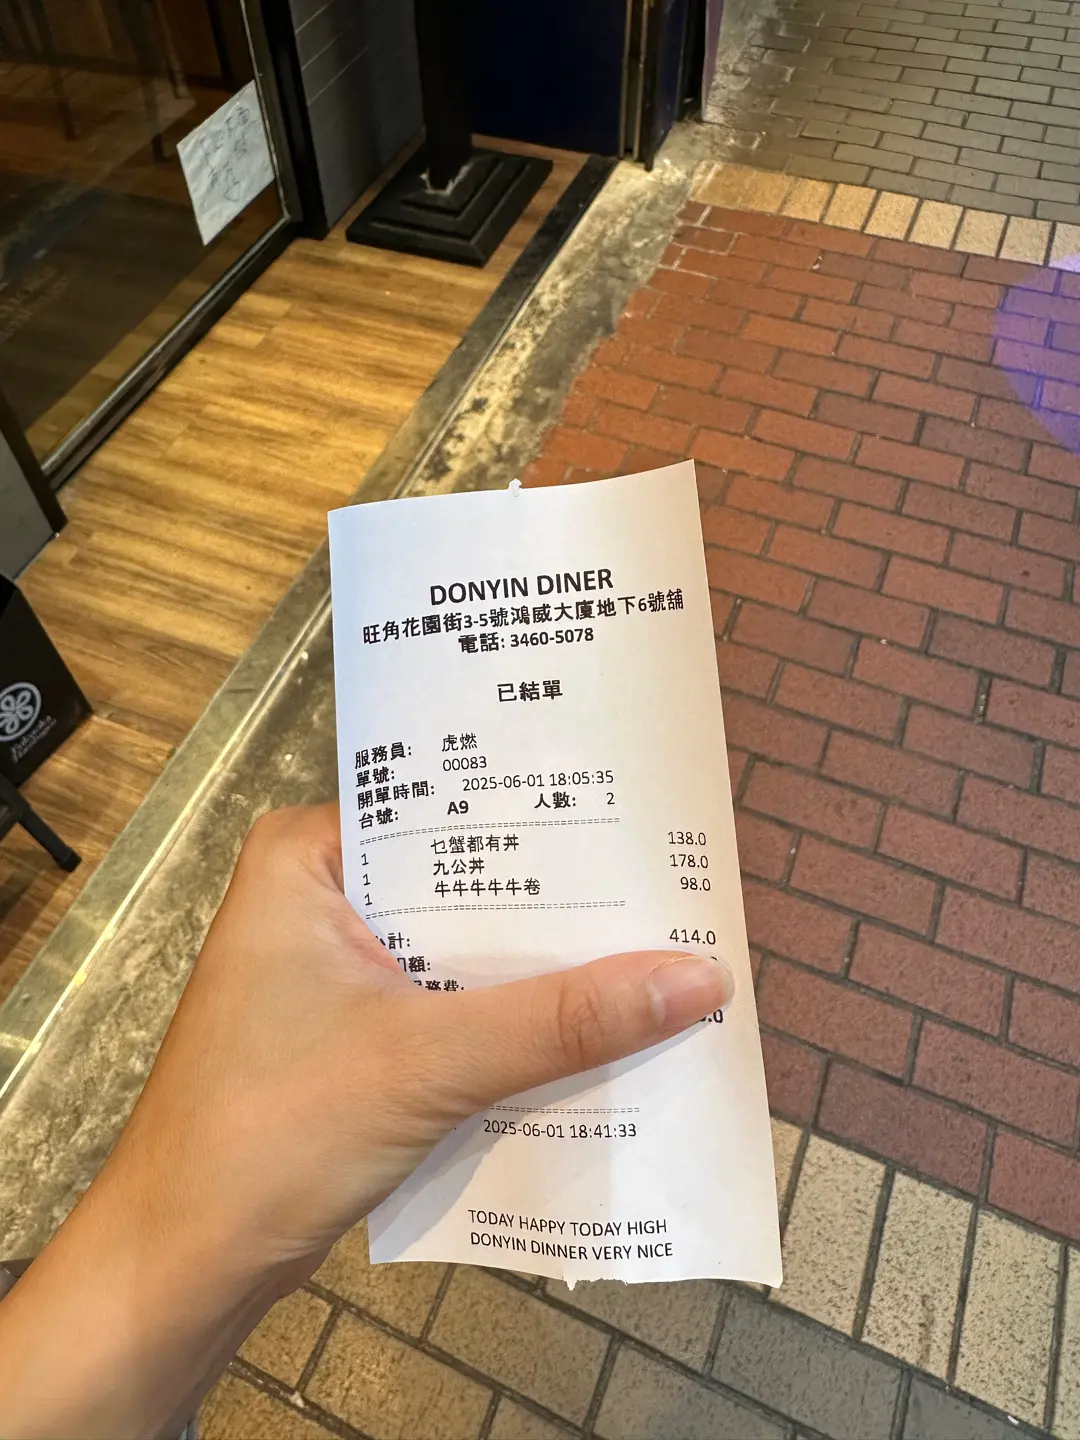 DONYIN DINER
旺角花園街3-5號鴻威大廈地下6號舖
電話: 3460-5078
已結單
服務員: 虎燃
單號: 00083
開單時間: 2025-06-01 18:05:35
台號: A9 人數: 2
1 乜蟹都有丼 138.0
1 九公丼 178.0
1 牛牛牛牛牛卷 98.0
計: 414.0
額:
務費:
.0
2025-06-01 18:41:33
TODAY HAPPY TODAY HIGH
DONYIN DINNER VERY NICE